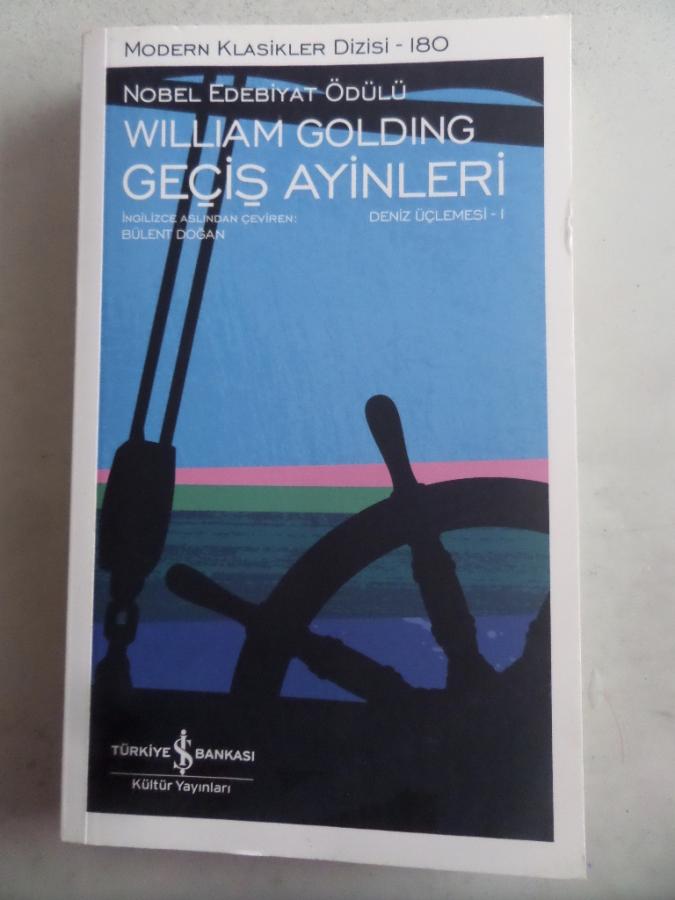 MODERN KLASİKLER DİZİSİ - 180
NOBEL EDEBİYAT ÖDÜLÜ
WILLIAM GOLDING
GEÇİŞ AYİNLERİ
İNGİLİZCE ASLINDAN ÇEVİREN:
BÜLENT DOĞAN
DENİZ ÜÇLEMESİ - I
TÜRKİYE İŞ BANKASI
Kültür Yayınları